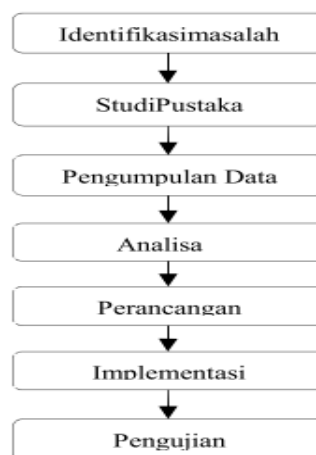 Identifikasimasalah
StudiPustaka
Pengumpulan Data
Analisa
Perancangan
Implementasi
Pengujian